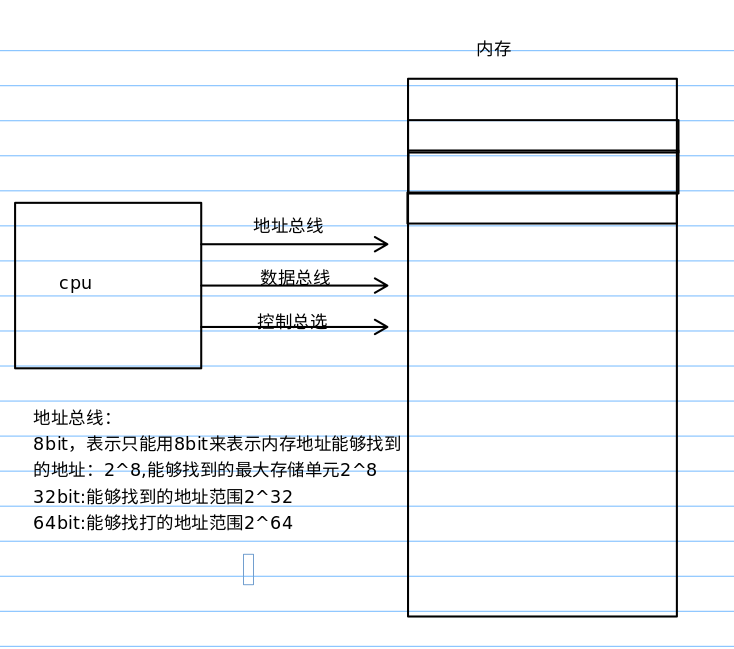 内存
地址总线
数据总线
cpu
控制总选
地址总线：
8bit，表示只能用8bit来表示内存地址能够找到
的地址：2^8,能够找到的最大存储单元2^8
32bit:能够找到的地址范围2^32
64bit:能够找打的地址范围2^64